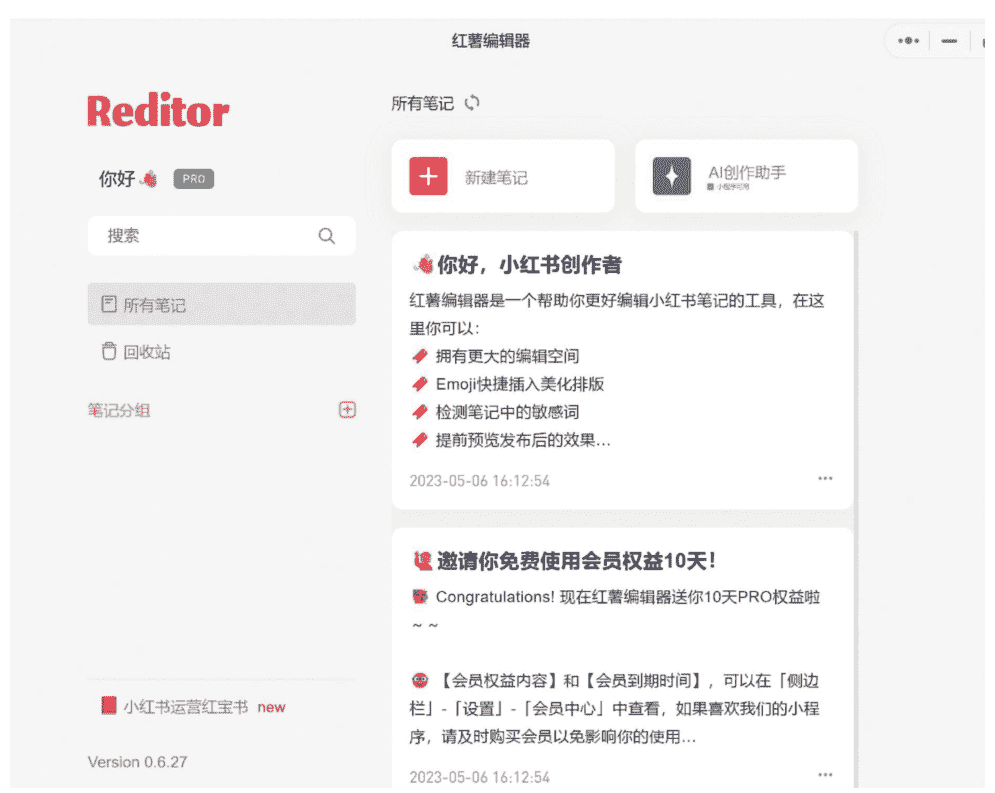 红薯编辑器
Reditor
你好 PRO
搜索
所有笔记
回收站
笔记分组
小红书运营红宝书 new
Version 0.6.27
所有笔记
新建笔记
AI创作助手
小程序可用
你好，小红书创作者
红薯编辑器是一个帮助你更好编辑小红书笔记的工具，在这
里你可以：
拥有更大的编辑空间
Emoji快捷插入美化排版
检测笔记中的敏感词
提前预览发布后的效果...
2023-05-06 16:12:54
邀请你免费使用会员权益10天！
Congratulations! 现在红薯编辑器送你10天PRO权益啦
~ ~
【会员权益内容】和【会员到期时间】，可以在「侧边
栏」-「设置」-「会员中心」中查看，如果喜欢我们的小程
序，请及时购买会员以免影响你的使用...
2023-05-06 16:12:54